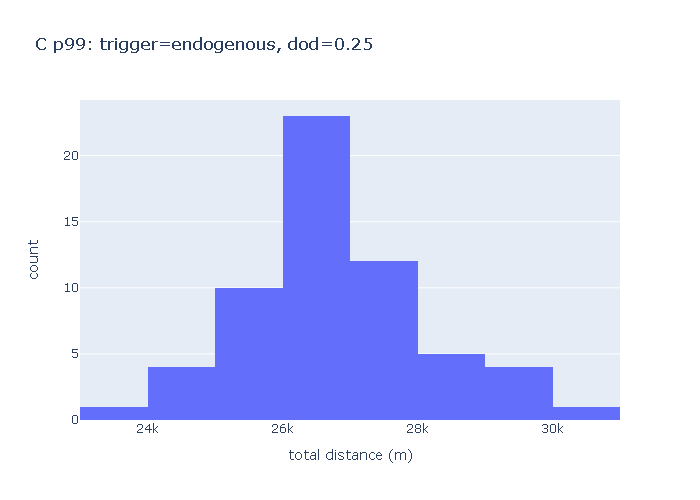 C p99: trigger=endogenous, dod=0.25
20
15
10
5
0
count
24k
26k
28k
30k
total distance (m)